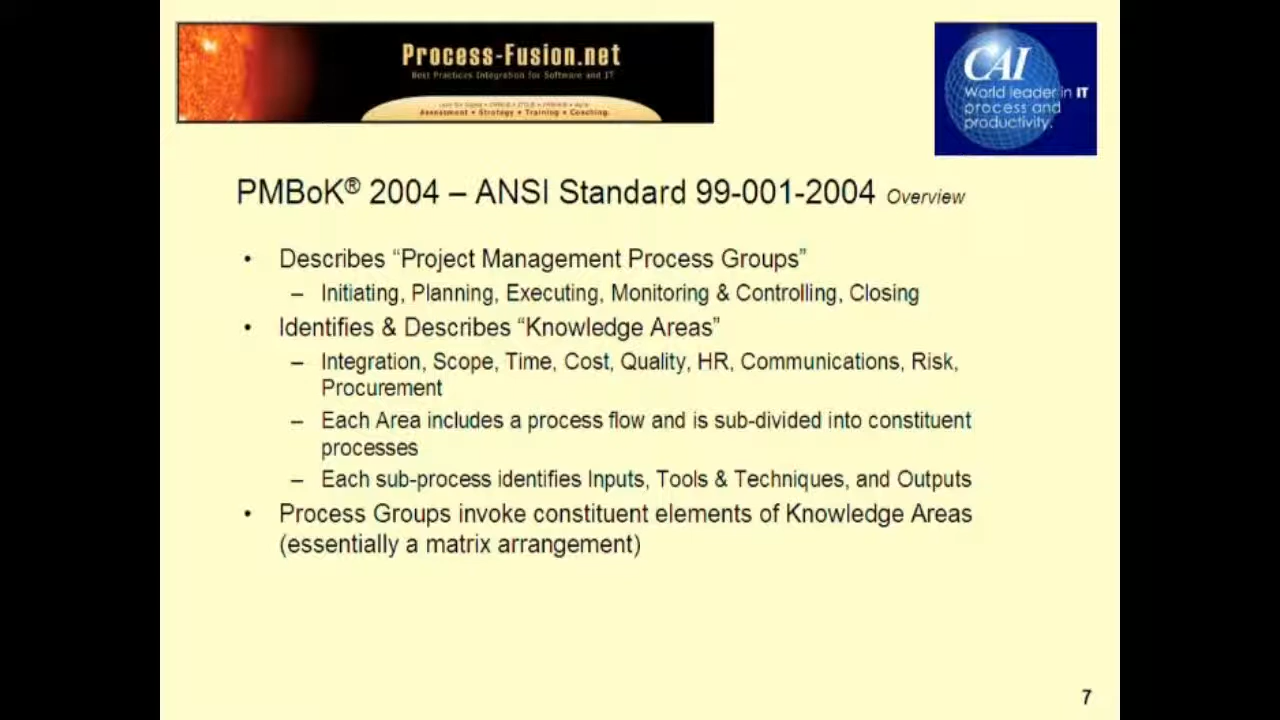 Process-Fusion.net
Best Practices Integration for Software and IT
Assessment • Strategy • Training • Coaching
CAI
World leader in IT
process and
productivity.
PMBoK® 2004 – ANSI Standard 99-001-2004 Overview
• Describes “Project Management Process Groups”
– Initiating, Planning, Executing, Monitoring & Controlling, Closing
• Identifies & Describes “Knowledge Areas”
– Integration, Scope, Time, Cost, Quality, HR, Communications, Risk,
Procurement
– Each Area includes a process flow and is sub-divided into constituent
processes
– Each sub-process identifies Inputs, Tools & Techniques, and Outputs
• Process Groups invoke constituent elements of Knowledge Areas
(essentially a matrix arrangement)
7